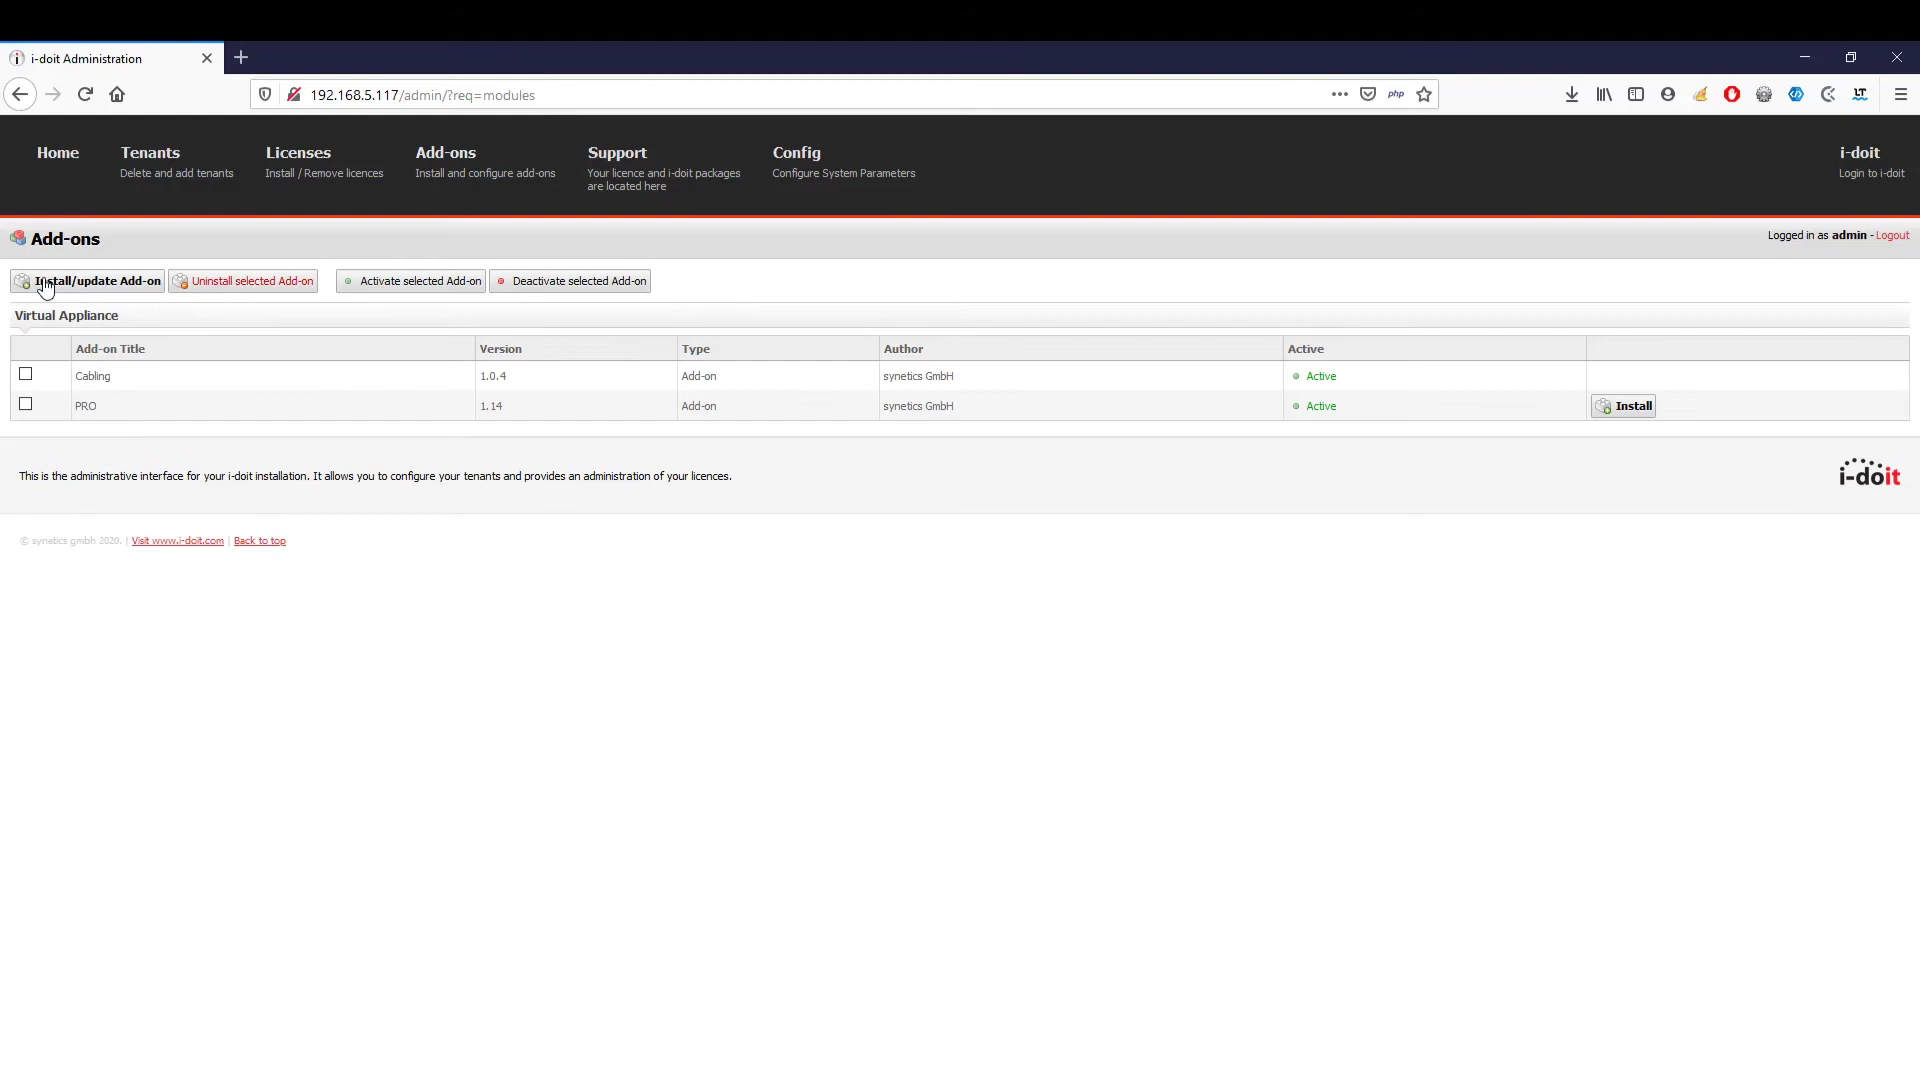 i-doit Administration
192.168.5.117/admin/?req=modules
php
LT
Home
Tenants
Delete and add tenants
Licenses
Install / Remove licences
Add-ons
Install and configure add-ons
Support
Your licence and i-doit packages
are located here
Config
Configure System Parameters
i-doit
Login to i-doit
Add-ons
Logged in as admin - Logout
Install/update Add-on
Uninstall selected Add-on
Activate selected Add-on
Deactivate selected Add-on
Virtual Appliance
Add-on Title Version Type Author Active
Cabling 1.0.4 Add-on synetics GmbH Active
PRO 1.14 Add-on synetics GmbH Active Install
This is the administrative interface for your i-doit installation. It allows you to configure your tenants and provides an administration of your licences.
i-doit
© synetics gmbh 2020. | Visit www.i-doit.com | Back to top